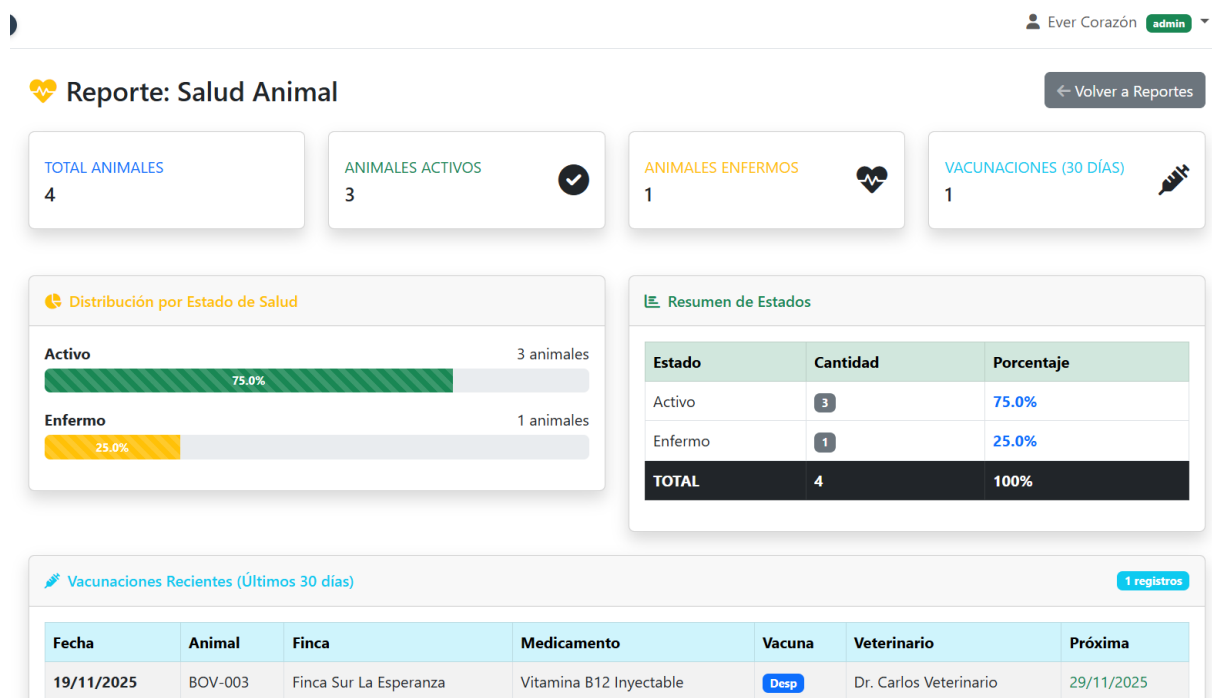 Ever Corazón admin
Reporte: Salud Animal
Volver a Reportes
TOTAL ANIMALES
4
ANIMALES ACTIVOS
3
ANIMALES ENFERMOS
1
VACUNACIONES (30 DÍAS)
1
Distribución por Estado de Salud
Activo 3 animales
75.0%
Enfermo 1 animales
25.0%
Resumen de Estados
Estado Cantidad Porcentaje
Activo 3 75.0%
Enfermo 1 25.0%
TOTAL 4 100%
Vacunaciones Recientes (Últimos 30 días) 1 registros
Fecha Animal Finca Medicamento Vacuna Veterinario Próxima
19/11/2025 BOV-003 Finca Sur La Esperanza Vitamina B12 Inyectable Desp Dr. Carlos Veterinario 29/11/2025